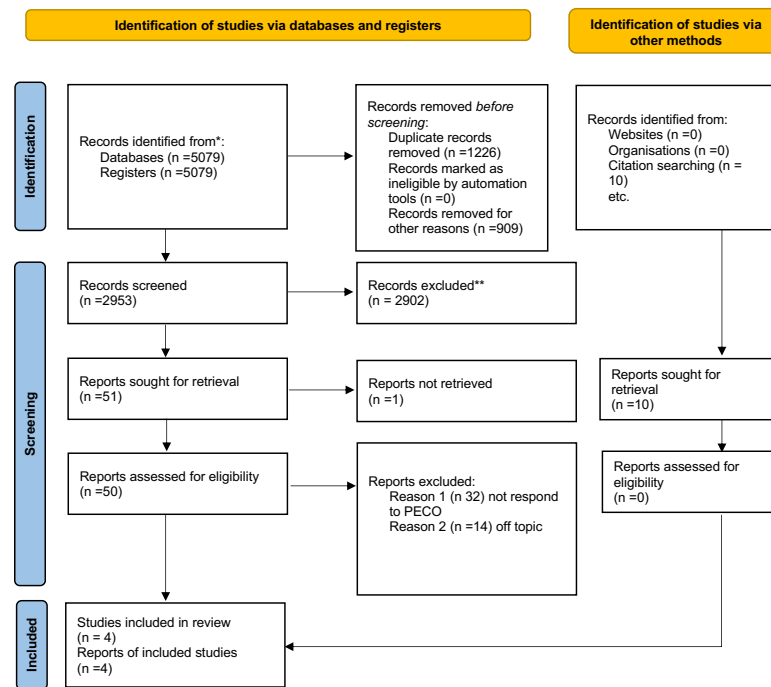 Identification of studies via databases and registers
Identification of studies via
other methods
Identification
Records identified from*:
Databases (n =5079)
Registers (n =5079)
Records removed before
screening:
Duplicate records
removed (n =1226)
Records marked as
ineligible by automation
tools (n =0)
Records removed for
other reasons (n =909)
Records identified from:
Websites (n =0)
Organisations (n =0)
Citation searching (n =
10)
etc.
Screening
Records screened
(n =2953)
Records excluded**
(n = 2902)
Reports sought for retrieval
(n =51)
Reports not retrieved
(n =1)
Reports sought for
retrieval
(n =10)
Reports assessed for eligibility
(n =50)
Reports excluded:
Reason 1 (n 32) not respond
to PECO
Reason 2 (n =14) off topic
Reports assessed for
eligibility
(n =0)
Included
Studies included in review
(n = 4)
Reports of included studies
(n =4)